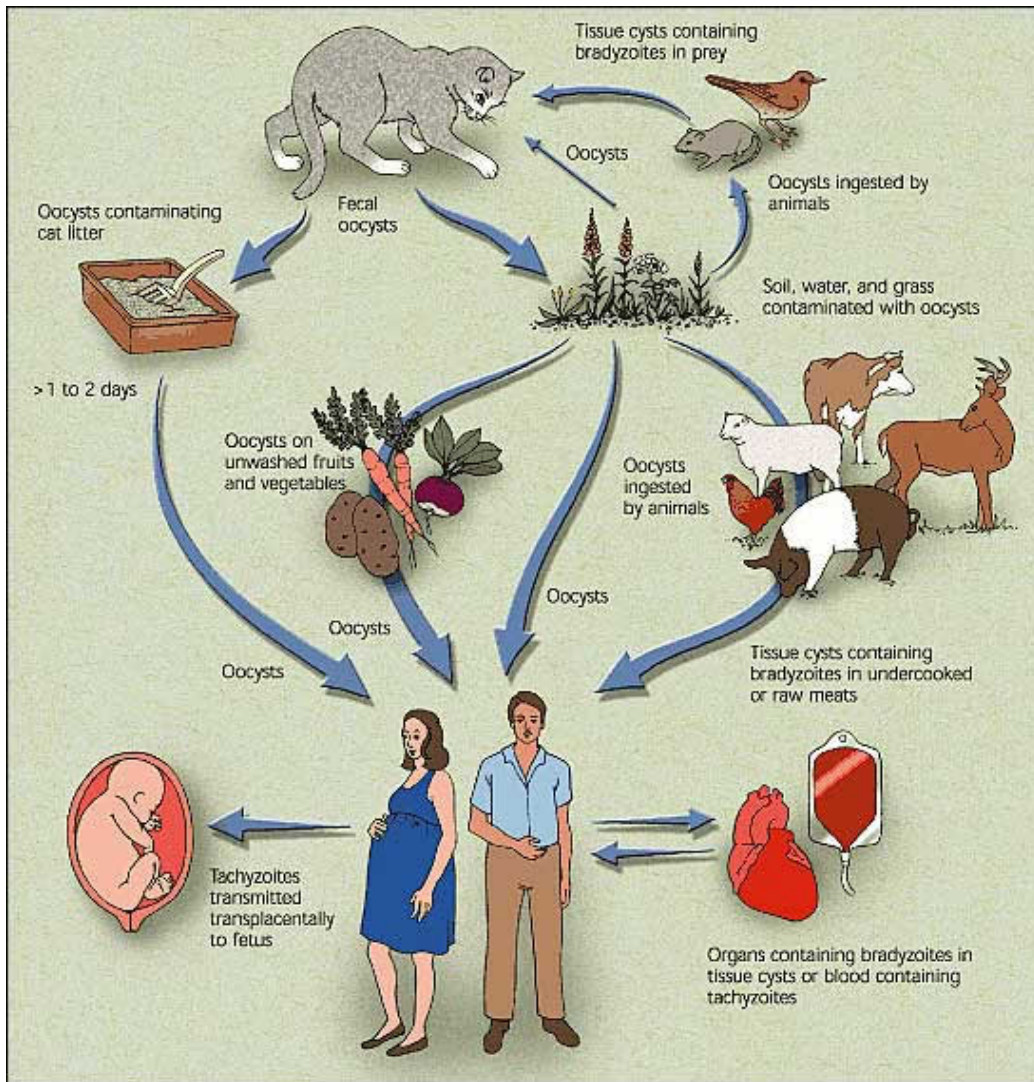 Tissue cysts containing
bradyzoites in prey
Oocysts
Oocysts ingested by
animals
Fecal
oocysts
Oocysts contaminating
cat litter
Soil, water, and grass
contaminated with oocysts
>1 to 2 days
Oocysts on
unwashed fruits
and vegetables
Oocysts
ingested
by animals
Oocysts
Oocysts
Oocysts
Tissue cysts containing
bradyzoites in undercooked
or raw meats
Tachyzoites
transmitted
transplacentally
to fetus
Organs containing bradyzoites in
tissue cysts or blood containing
tachyzoites